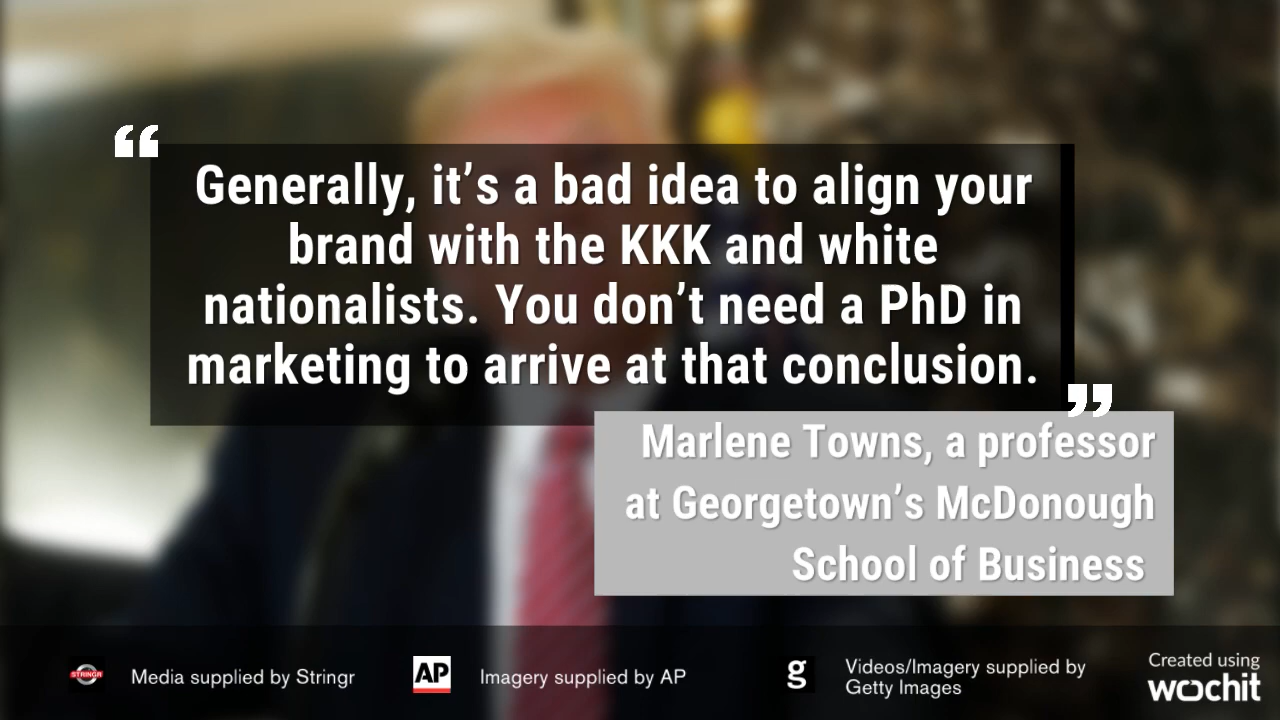 “
Generally, it’s a bad idea to align your
brand with the KKK and white
nationalists. You don’t need a PhD in
marketing to arrive at that conclusion.
”
Marlene Towns, a professor
at Georgetown’s McDonough
School of Business
STRINGR
Media supplied by Stringr
AP
Imagery supplied by AP
g
Videos/Imagery supplied by
Getty Images
Created using
wochit